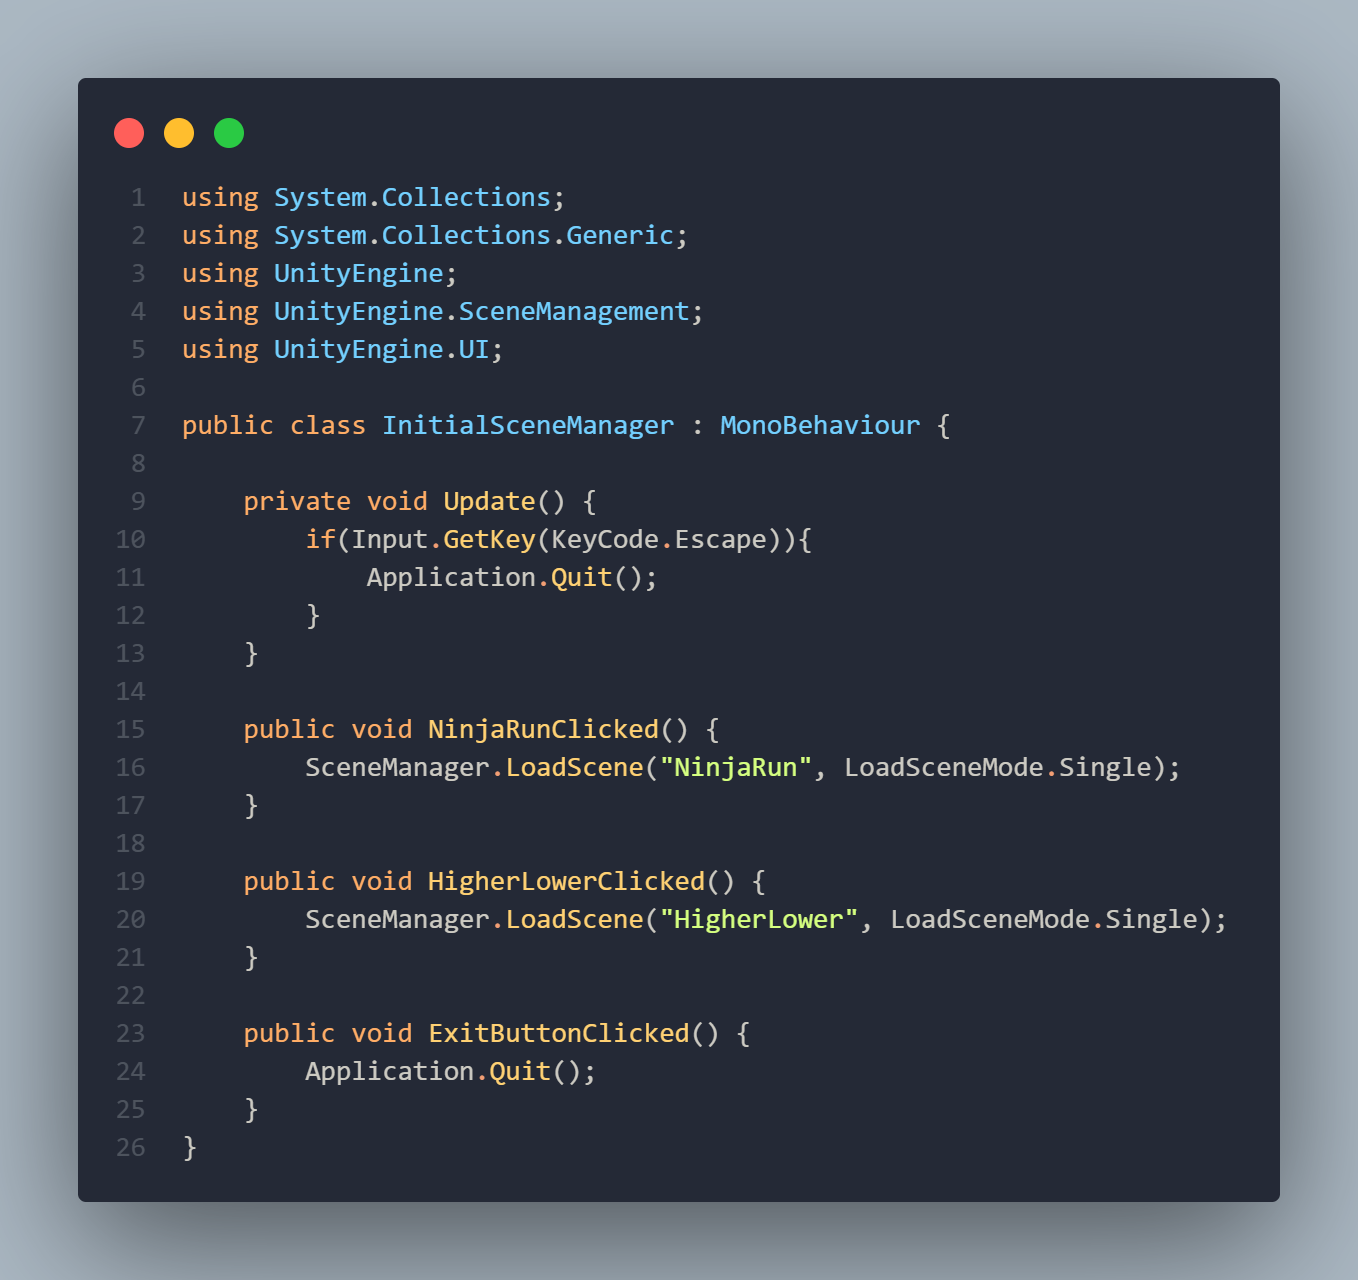 1 using System.Collections;
2 using System.Collections.Generic;
3 using UnityEngine;
4 using UnityEngine.SceneManagement;
5 using UnityEngine.UI;
6
7 public class InitialSceneManager : MonoBehaviour {
8
9     private void Update() {
10         if(Input.GetKey(KeyCode.Escape)){
11             Application.Quit();
12         }
13     }
14
15     public void NinjaRunClicked() {
16         SceneManager.LoadScene("NinjaRun", LoadSceneMode.Single);
17     }
18
19     public void HigherLowerClicked() {
20         SceneManager.LoadScene("HigherLower", LoadSceneMode.Single);
21     }
22
23     public void ExitButtonClicked() {
24         Application.Quit();
25     }
26 }